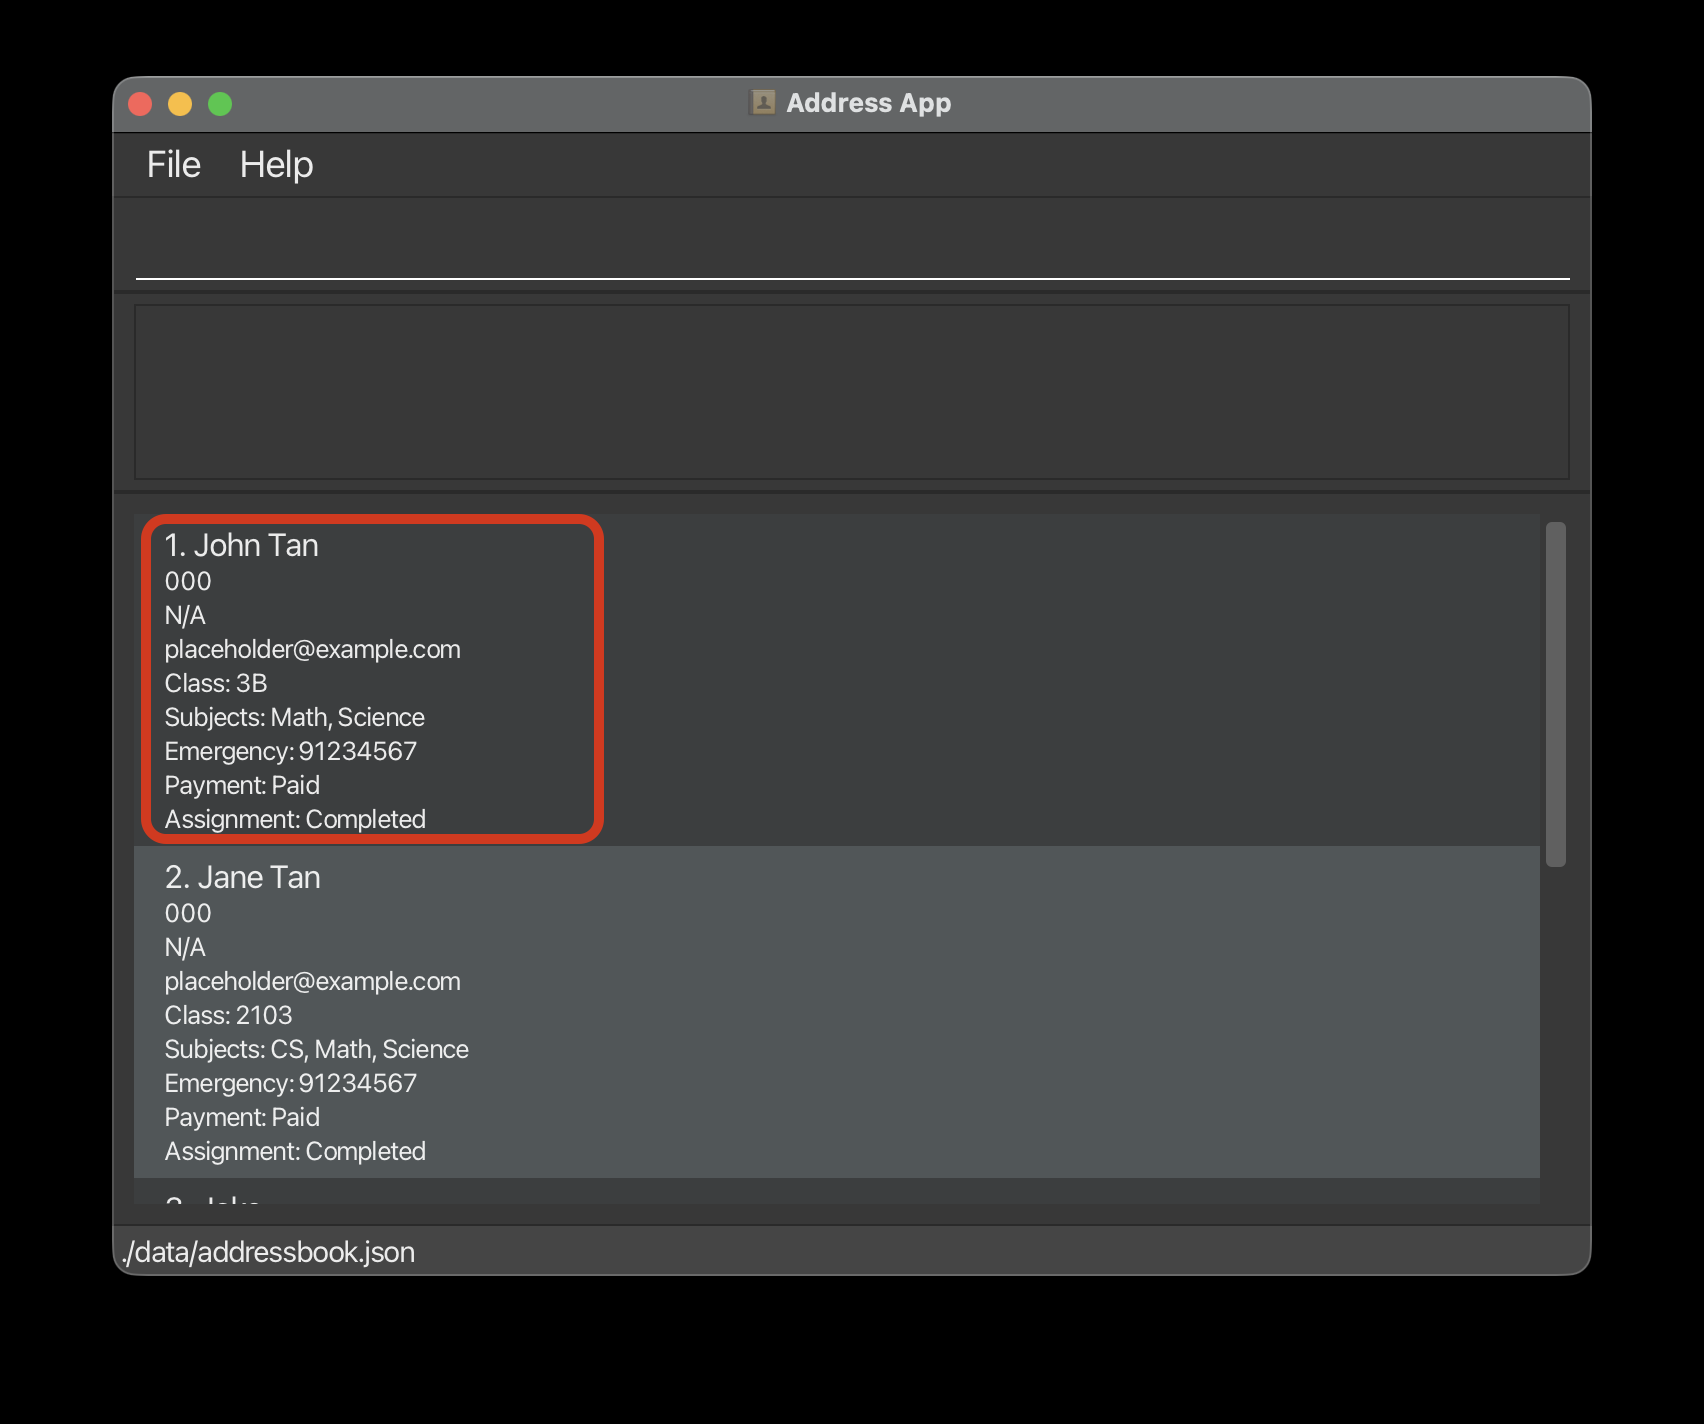 Address App
File Help
1. John Tan
000
N/A
placeholder@example.com
Class: 3B
Subjects: Math, Science
Emergency: 91234567
Payment: Paid
Assignment: Completed
2. Jane Tan
000
N/A
placeholder@example.com
Class: 2103
Subjects: CS, Math, Science
Emergency: 91234567
Payment: Paid
Assignment: Completed
./data/addressbook.json